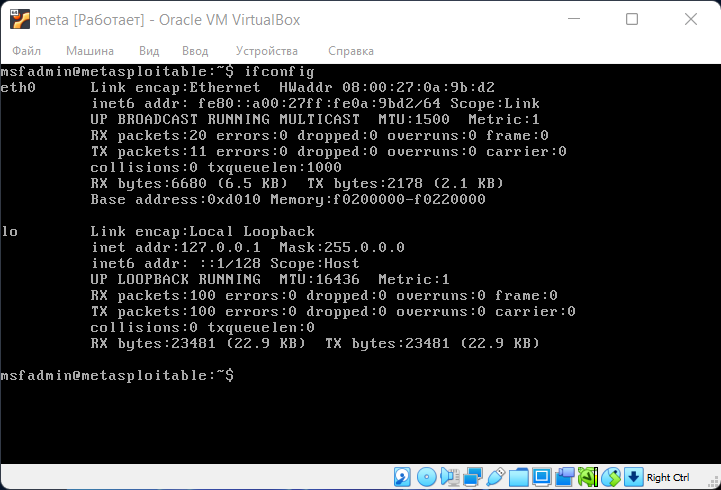 meta [Работает] - Oracle VM VirtualBox
Файл Машина Вид Ввод Устройства Справка
msfadmin@metasploitable:~$ ifconfig
eth0 Link encap:Ethernet HWaddr 08:00:27:0a:9b:d2
inet6 addr: fe80::a00:27ff:fe0a:9bd2/64 Scope:Link
UP BROADCAST RUNNING MULTICAST MTU:1500 Metric:1
RX packets:20 errors:0 dropped:0 overruns:0 frame:0
TX packets:11 errors:0 dropped:0 overruns:0 carrier:0
collisions:0 txqueuelen:1000
RX bytes:6680 (6.5 KB) TX bytes:2178 (2.1 KB)
Base address:0xd010 Memory:f0200000-f0220000
lo Link encap:Local Loopback
inet addr:127.0.0.1 Mask:255.0.0.0
inet6 addr: ::1/128 Scope:Host
UP LOOPBACK RUNNING MTU:16436 Metric:1
RX packets:100 errors:0 dropped:0 overruns:0 frame:0
TX packets:100 errors:0 dropped:0 overruns:0 carrier:0
collisions:0 txqueuelen:0
RX bytes:23481 (22.9 KB) TX bytes:23481 (22.9 KB)
msfadmin@metasploitable:~$
Right Ctrl